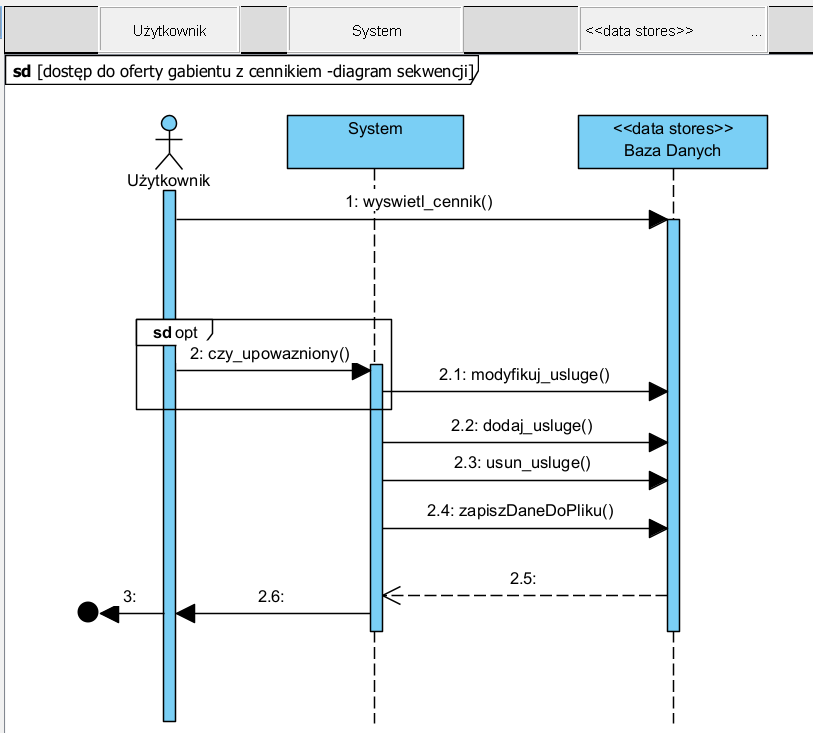 Użytkownik
System
<<data stores>>
...
sd [dostęp do oferty gabientu z cennikiem -diagram sekwencji]
System
<<data stores>>
Baza Danych
Użytkownik
1: wyswietl_cennik()
sd opt
2: czy_upowazniony()
2.1: modyfikuj_usluge()
2.2: dodaj_usluge()
2.3: usun_usluge()
2.4: zapiszDaneDoPliku()
2.5:
3:
2.6: